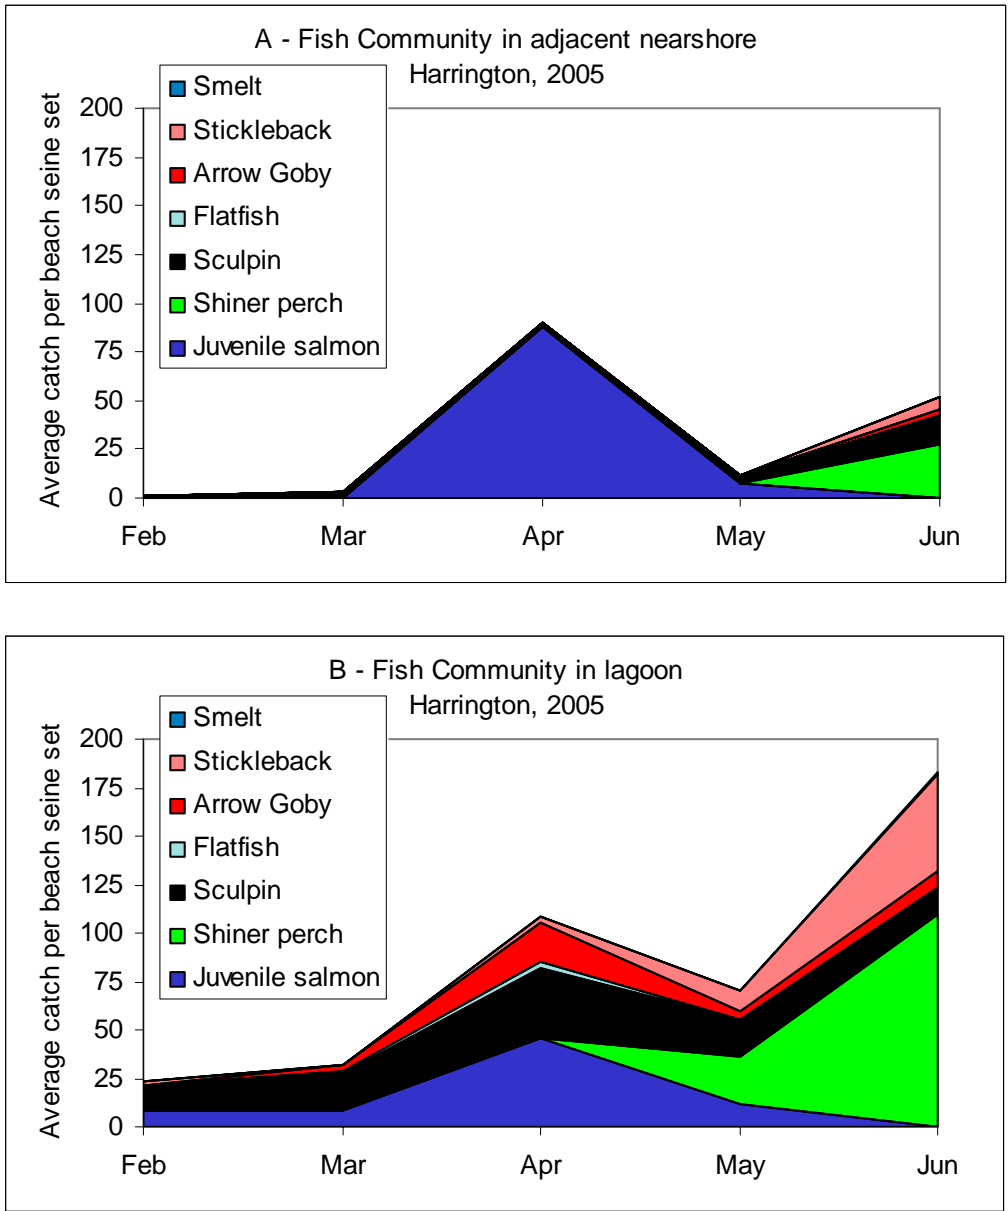 A - Fish Community in adjacent nearshore
Harrington, 2005
Average catch per beach seine set
200
175
150
125
100
75
50
25
0
Smelt
Stickleback
Arrow Goby
Flatfish
Sculpin
Shiner perch
Juvenile salmon
Feb Mar Apr May Jun
B - Fish Community in lagoon
Harrington, 2005
Average catch per beach seine set
200
175
150
125
100
75
50
25
0
Smelt
Stickleback
Arrow Goby
Flatfish
Sculpin
Shiner perch
Juvenile salmon
Feb Mar Apr May Jun